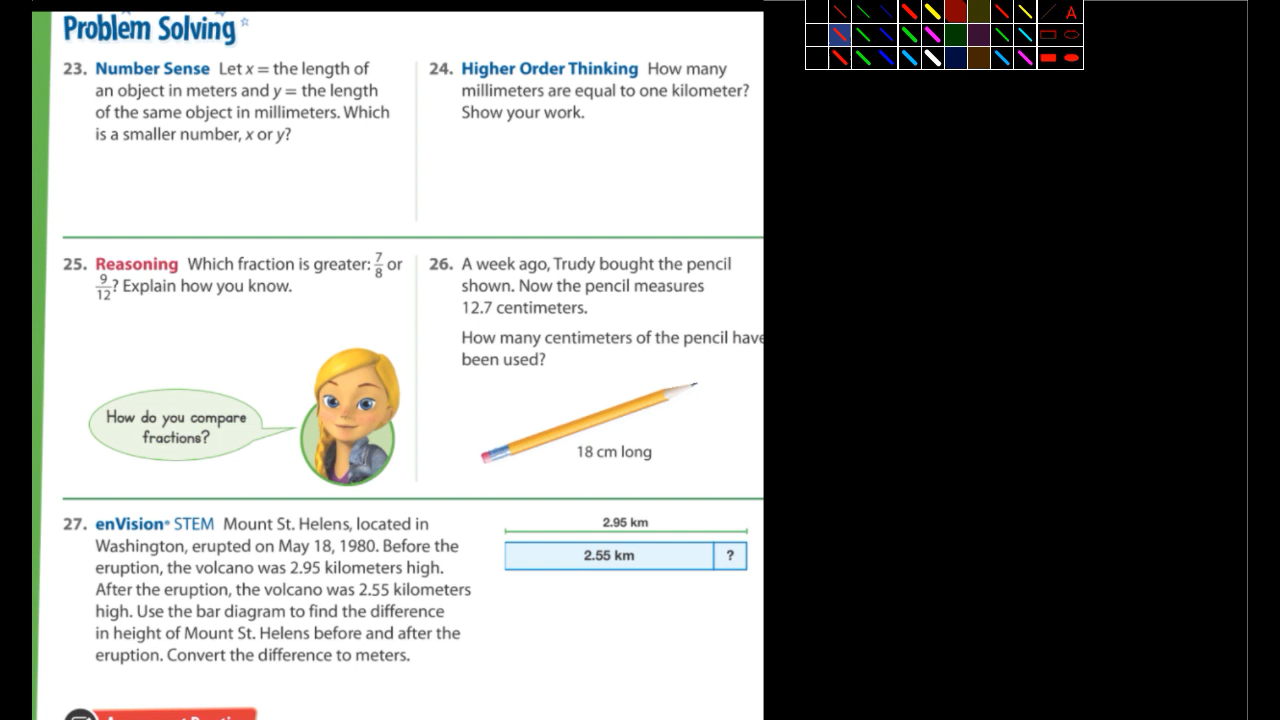 Problem Solving
23. Number Sense Let x = the length of
an object in meters and y = the length
of the same object in millimeters. Which
is a smaller number, x or y?
24. Higher Order Thinking How many
millimeters are equal to one kilometer?
Show your work.
25. Reasoning Which fraction is greater: 7/8 or
9/12? Explain how you know.
How do you compare
fractions?
26. A week ago, Trudy bought the pencil
shown. Now the pencil measures
12.7 centimeters.
How many centimeters of the pencil have
been used?
18 cm long
27. enVision® STEM Mount St. Helens, located in
Washington, erupted on May 18, 1980. Before the
eruption, the volcano was 2.95 kilometers high.
After the eruption, the volcano was 2.55 kilometers
high. Use the bar diagram to find the difference
in height of Mount St. Helens before and after the
eruption. Convert the difference to meters.
2.95 km
2.55 km ?
A